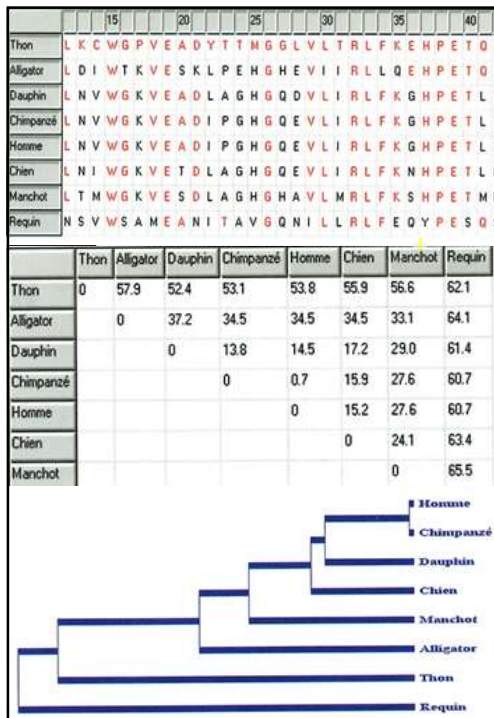 15 20 25 30 35 40
Thon L K C W G P V E A D Y T T M G G L V L T R L F K E H P E T Q
Alligator L D I W T K V E S K L P E H G H E V I I R L L Q E H P E T Q
Dauphin L N V W G K V E A D L A G H G Q D V L I R L F K G H P E T L
Chimpanzé L N V W G K V E A D I P G H G Q E V L I R L F K G H P E T L
Homme L N V W G K V E A D I P G H G Q E V L I R L F K G H P E T L
Chien L N I W G K V E T D L A G H G Q E V L I R L F K N H P E T L
Manchot L T M W G K V E S D L A G H G H A V L M R L F K S H P E T M
Requin N S V W S A M E A N I T A V G Q N I L L R L F E Q Y P E S Q
Thon Alligator Dauphin Chimpanzé Homme Chien Manchot Requin
Thon 0 57.9 52.4 53.1 53.8 55.9 56.6 62.1
Alligator 0 37.2 34.5 34.5 34.5 33.1 64.1
Dauphin 0 13.8 14.5 17.2 29.0 61.4
Chimpanzé 0 0.7 15.9 27.6 60.7
Homme 0 15.2 27.6 60.7
Chien 0 24.1 63.4
Manchot 0 65.5
Homme
Chimpanzé
Dauphin
Chien
Manchot
Alligator
Thon
Requin